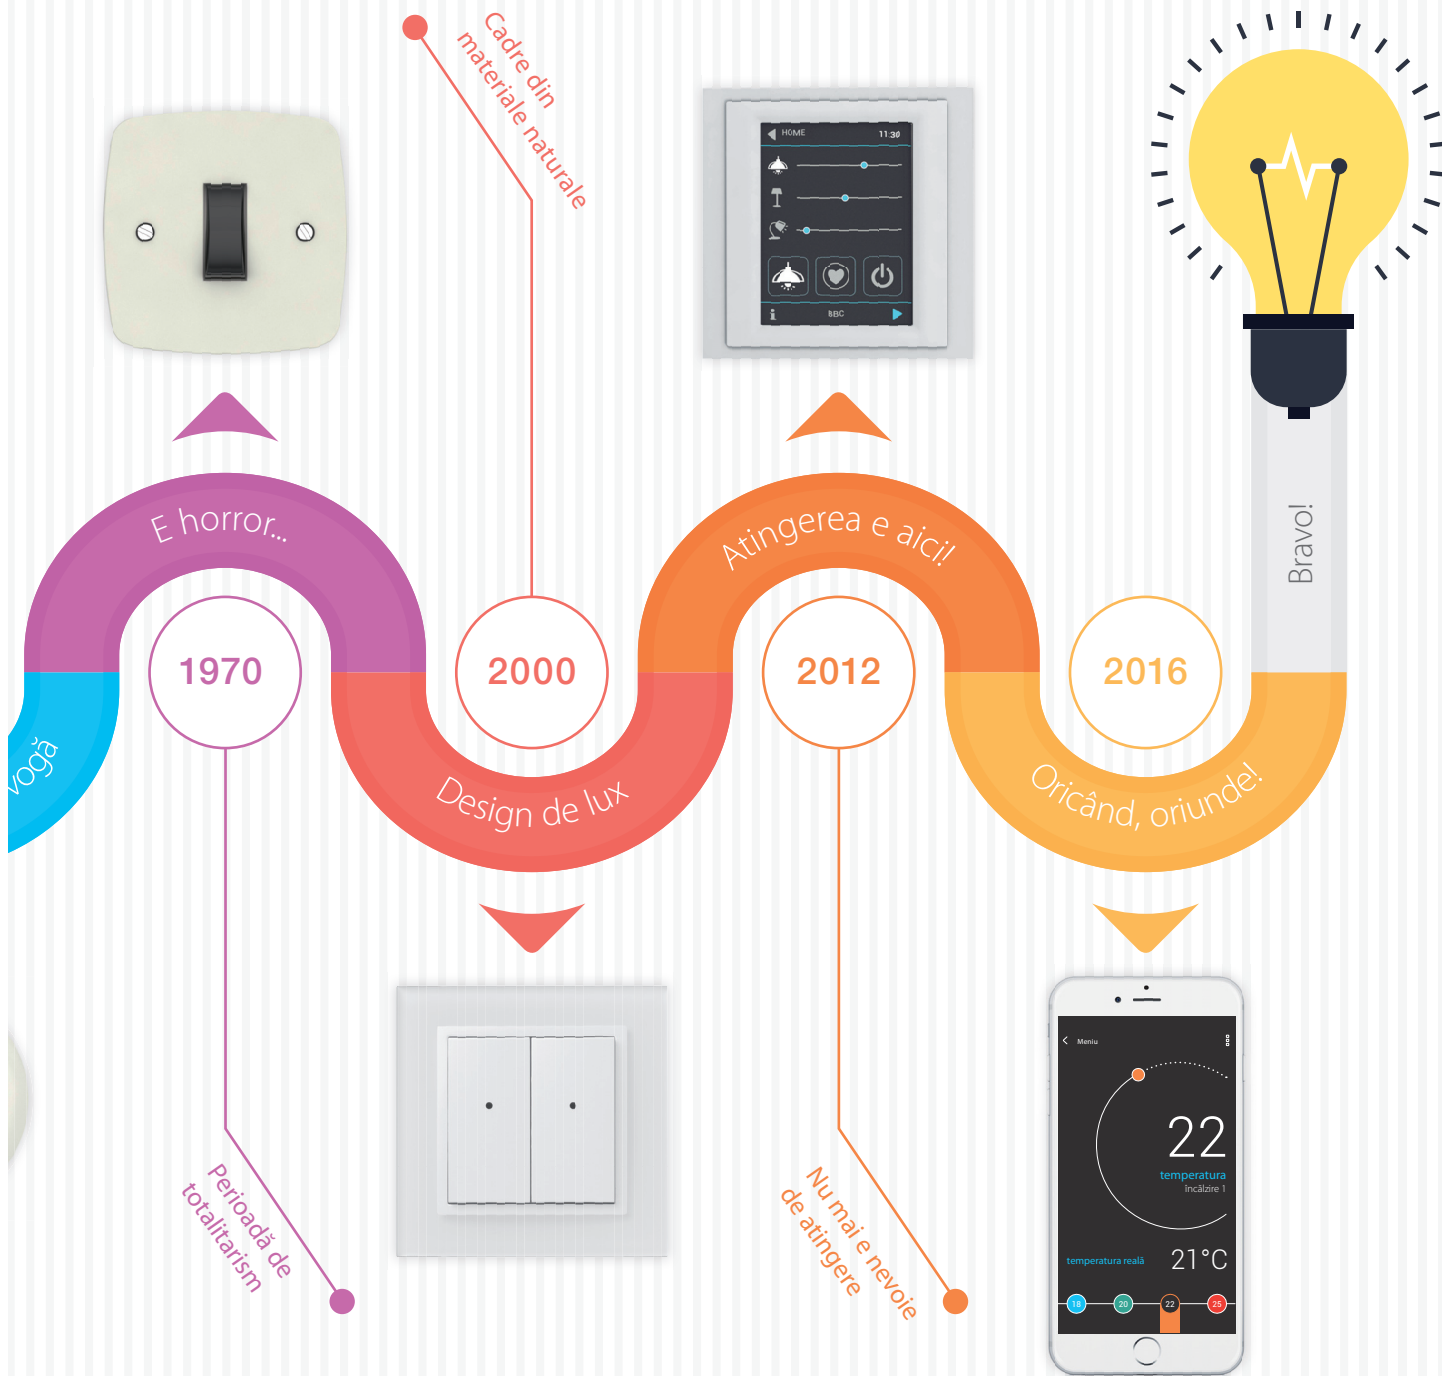 Cadre din
materiale naturale
HOME 11:30
BBC
E horror...
Atingerea e aici!
Bravo!
1970
2000
2012
2016
vogă
Design de lux
Oricând, oriunde!
Perioadă de
totalitarism
Nu mai e nevoie
de atingere
Meniu
22
temperatura
încălzire 1
temperatura reală 21°C
18 20 22 25